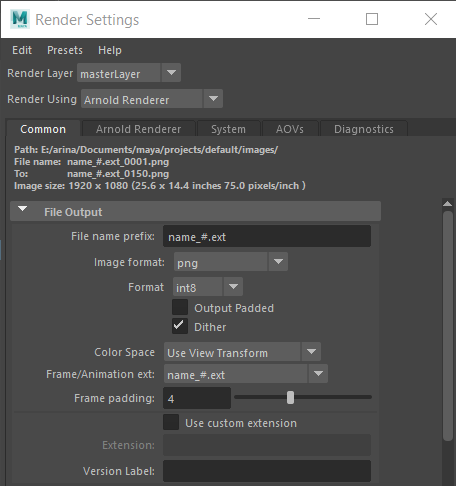 Render Settings
Edit Presets Help
Render Layer masterLayer
Render Using Arnold Renderer
Common Arnold Renderer System AOVs Diagnostics
Path: E:/arina/Documents/maya/projects/default/images/
File name: name_#.ext_0001.png
To: name_#.ext_0150.png
Image size: 1920 x 1080 (25.6 x 14.4 inches 75.0 pixels/inch )
File Output
File name prefix: name_#.ext
Image format: png
Format int8
Output Padded
Dither
Color Space Use View Transform
Frame/Animation ext: name_#.ext
Frame padding: 4
Use custom extension
Extension:
Version Label: